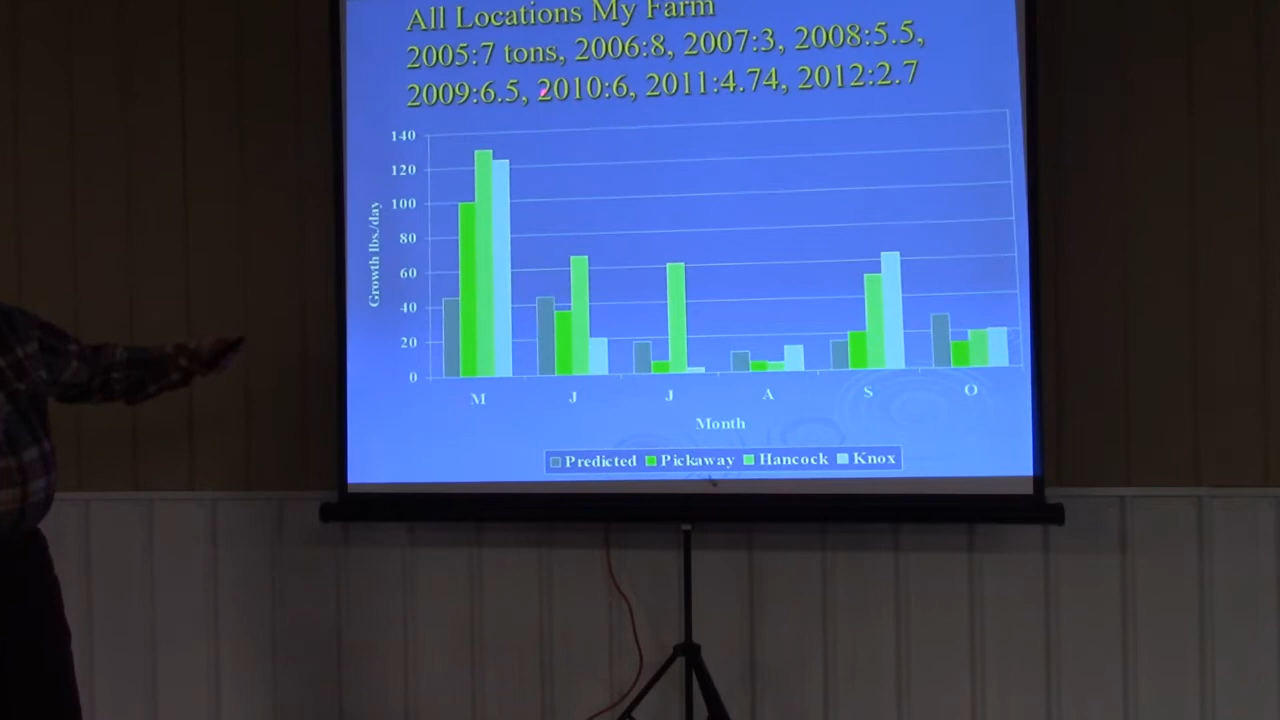 All Locations My Farm
2005:7 tons, 2006:8, 2007:3, 2008:5.5,
2009:6.5, 2010:6, 2011:4.74, 2012:2.7
140
120
100
80
60
40
20
0
Growth lbs./day
M J J A S O
Month
Predicted Pickaway Hancock Knox